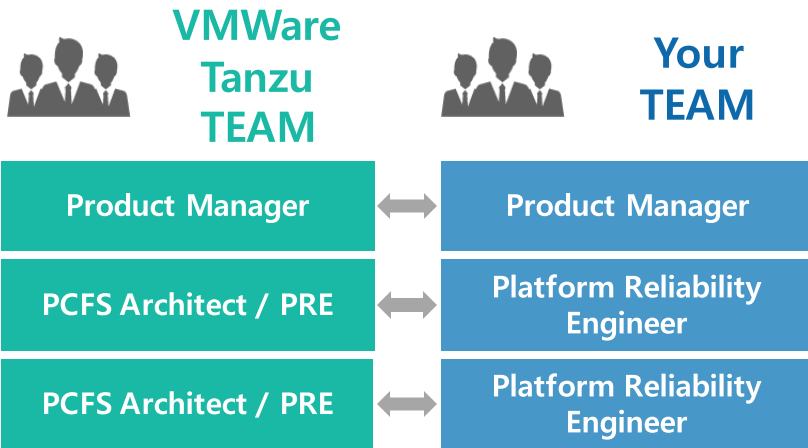 VMWare
Tanzu
TEAM
Your
TEAM
Product Manager
Product Manager
PCFS Architect / PRE
Platform Reliability
Engineer
PCFS Architect / PRE
Platform Reliability
Engineer